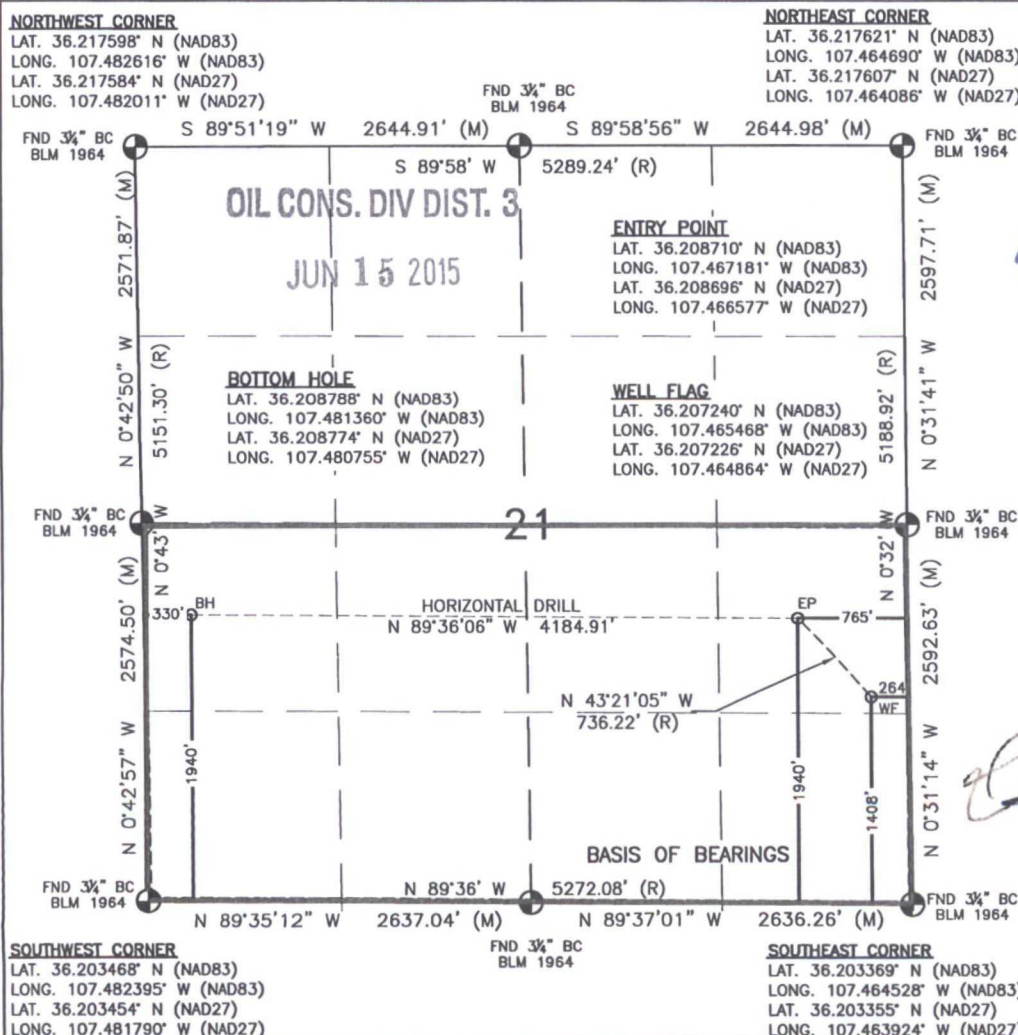 NORTHWEST CORNER
LAT. 36.217598° N (NAD83)
LONG. 107.482616° W (NAD83)
LAT. 36.217584° N (NAD27)
LONG. 107.482011° W (NAD27)
NORTHEAST CORNER
LAT. 36.217621° N (NAD83)
LONG. 107.464690° W (NAD83)
LAT. 36.217607° N (NAD27)
LONG. 107.464086° W (NAD27)
FND 3¼" BC
BLM 1964
FND 3¼" BC
BLM 1964
S 89°51'19" W 2644.91' (M)
S 89°58'56" W 2644.98' (M)
FND 3¼" BC
BLM 1964
S 89°58' W 5289.24' (R)
OIL CONS. DIV DIST. 3
JUN 15 2015
ENTRY POINT
LAT. 36.208710° N (NAD83)
LONG. 107.467181° W (NAD83)
LAT. 36.208696° N (NAD27)
LONG. 107.466577° W (NAD27)
N 0°42'50" W 2571.87' (M)
5151.30' (R)
N 0°31'41" W 2597.71' (M)
5188.92' (R)
BOTTOM HOLE
LAT. 36.208788° N (NAD83)
LONG. 107.481360° W (NAD83)
LAT. 36.208774° N (NAD27)
LONG. 107.480755° W (NAD27)
WELL FLAG
LAT. 36.207240° N (NAD83)
LONG. 107.465468° W (NAD83)
LAT. 36.207226° N (NAD27)
LONG. 107.464864° W (NAD27)
FND 3¼" BC
BLM 1964
N 0°43' W
21
N 0°32' W
FND 3¼" BC
BLM 1964
330'
BH
HORIZONTAL DRILL
N 89°36'06" W 4184.91'
EP
765'
N 43°21'05" W
736.22' (R)
264
WF
N 0°42'57" W 2574.50' (M)
1940'
1940'
1408'
N 0°31'14" W 2592.63' (M)
BASIS OF BEARINGS
FND 3¼" BC
BLM 1964
N 89°36' W 5272.08' (R)
FND 3¼" BC
BLM 1964
N 89°35'12" W 2637.04' (M)
N 89°37'01" W 2636.26' (M)
FND 3¼" BC
BLM 1964
SOUTHWEST CORNER
LAT. 36.203468° N (NAD83)
LONG. 107.482395° W (NAD83)
LAT. 36.203454° N (NAD27)
LONG. 107.481790° W (NAD27)
SOUTHEAST CORNER
LAT. 36.203369° N (NAD83)
LONG. 107.464528° W (NAD83)
LAT. 36.203355° N (NAD27)
LONG. 107.463924° W (NAD27)